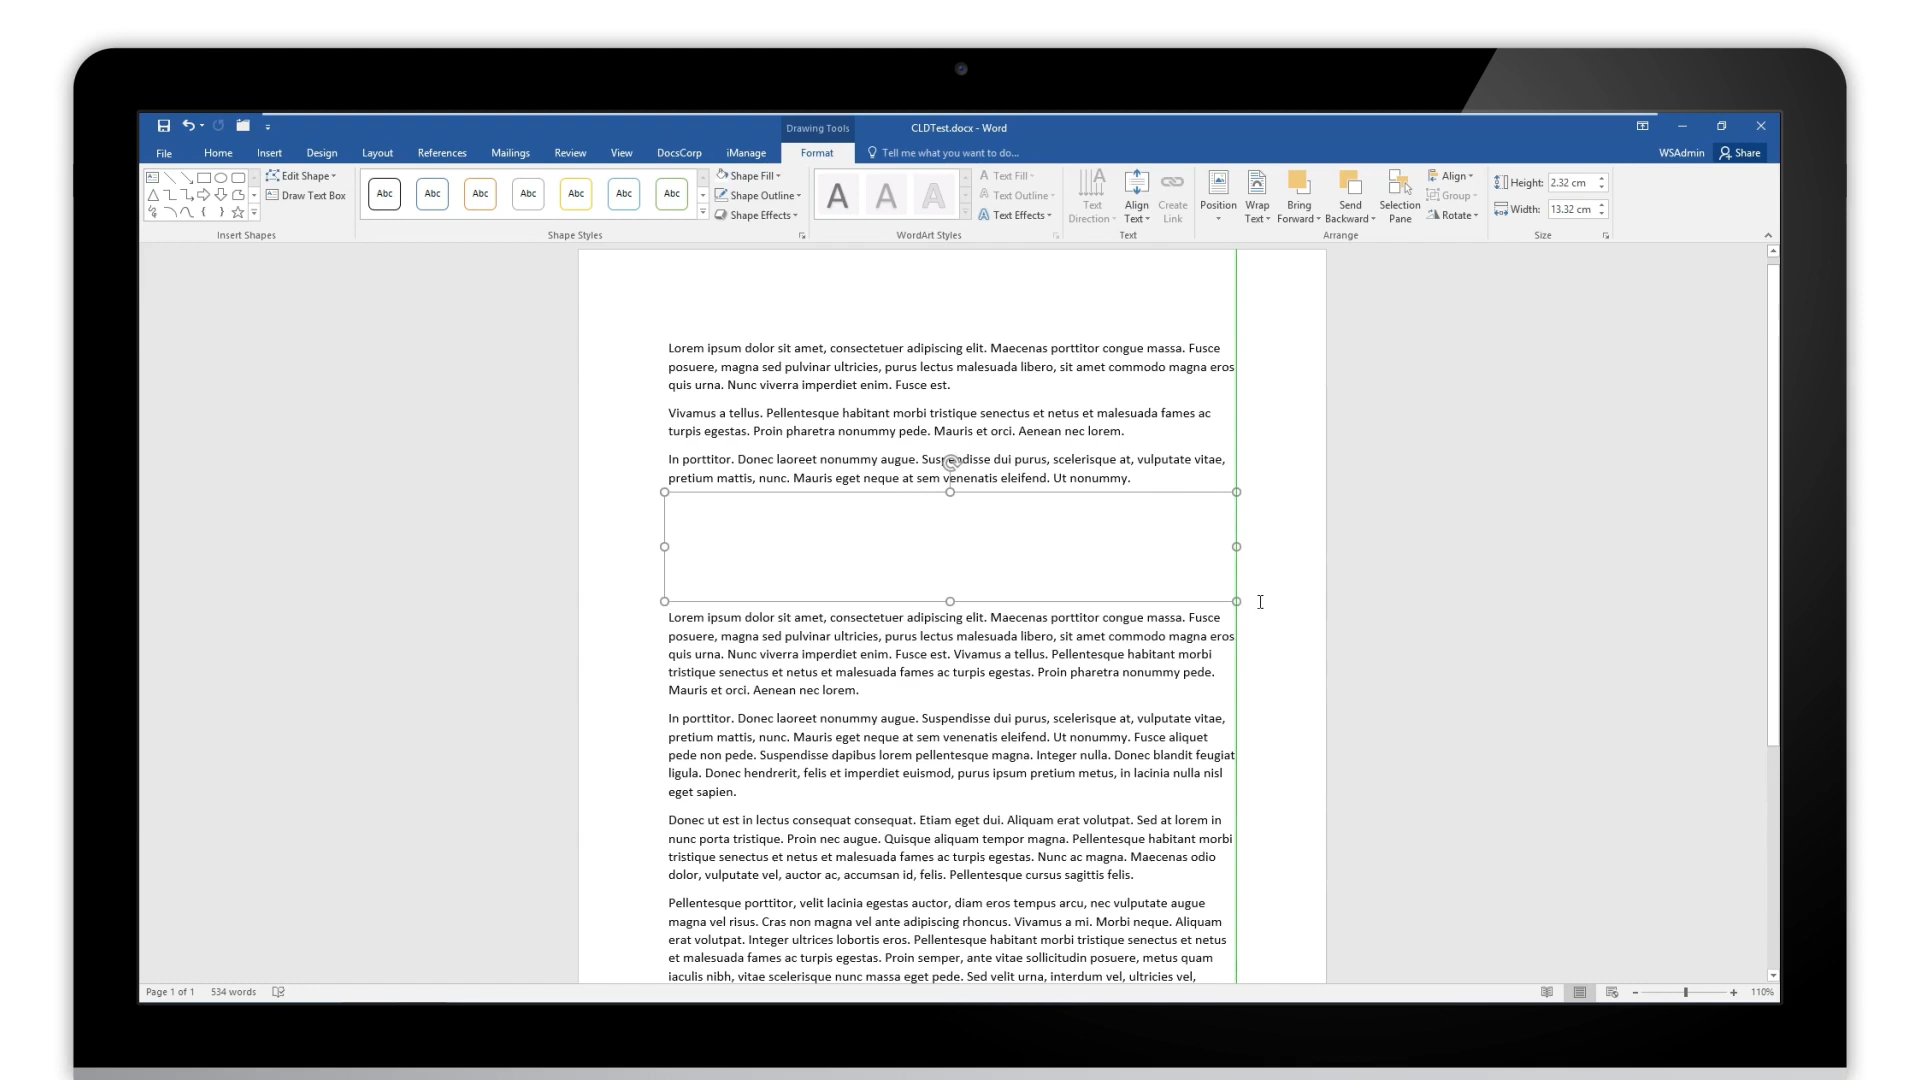 Drawing Tools
CLDTest.docx - Word
File Home Insert Design Layout References Mailings Review View DocsCorp iManage Format Tell me what you want to do... WSAdmin Share
Edit Shape
Draw Text Box
Insert Shapes
Abc Abc Abc Abc Abc Abc Abc
Shape Fill
Shape Outline
Shape Effects
Shape Styles
A A A
Text Fill
Text Outline
Text Effects
WordArt Styles
Text Direction
Align Text
Create Link
Text
Position
Wrap Text
Bring Forward
Send Backward
Selection Pane
Align
Group
Rotate
Arrange
Height: 2.32 cm
Width: 13.32 cm
Size
Lorem ipsum dolor sit amet, consectetuer adipiscing elit. Maecenas porttitor congue massa. Fusce
posuere, magna sed pulvinar ultricies, purus lectus malesuada libero, sit amet commodo magna eros
quis urna. Nunc viverra imperdiet enim. Fusce est.
Vivamus a tellus. Pellentesque habitant morbi tristique senectus et netus et malesuada fames ac
turpis egestas. Proin pharetra nonummy pede. Mauris et orci. Aenean nec lorem.
In porttitor. Donec laoreet nonummy augue. Suspendisse dui purus, scelerisque at, vulputate vitae,
pretium mattis, nunc. Mauris eget neque at sem venenatis eleifend. Ut nonummy.
Lorem ipsum dolor sit amet, consectetuer adipiscing elit. Maecenas porttitor congue massa. Fusce
posuere, magna sed pulvinar ultricies, purus lectus malesuada libero, sit amet commodo magna eros
quis urna. Nunc viverra imperdiet enim. Fusce est. Vivamus a tellus. Pellentesque habitant morbi
tristique senectus et netus et malesuada fames ac turpis egestas. Proin pharetra nonummy pede.
Mauris et orci. Aenean nec lorem.
In porttitor. Donec laoreet nonummy augue. Suspendisse dui purus, scelerisque at, vulputate vitae,
pretium mattis, nunc. Mauris eget neque at sem venenatis eleifend. Ut nonummy. Fusce aliquet
pede non pede. Suspendisse dapibus lorem pellentesque magna. Integer nulla. Donec blandit feugiat
ligula. Donec hendrerit, felis et imperdiet euismod, purus ipsum pretium metus, in lacinia nulla nisl
eget sapien.
Donec ut est in lectus consequat consequat. Etiam eget dui. Aliquam erat volutpat. Sed at lorem in
nunc porta tristique. Proin nec augue. Quisque aliquam tempor magna. Pellentesque habitant morbi
tristique senectus et netus et malesuada fames ac turpis egestas. Nunc ac magna. Maecenas odio
dolor, vulputate vel, auctor ac, accumsan id, felis. Pellentesque cursus sagittis felis.
Pellentesque porttitor, velit lacinia egestas auctor, diam eros tempus arcu, nec vulputate augue
magna vel risus. Cras non magna vel ante adipiscing rhoncus. Vivamus a mi. Morbi neque. Aliquam
erat volutpat. Integer ultrices lobortis eros. Pellentesque habitant morbi tristique senectus et netus
et malesuada fames ac turpis egestas. Proin semper, ante vitae sollicitudin posuere, metus quam
iaculis nibh, vitae scelerisque nunc massa eget pede. Sed velit urna, interdum vel, ultricies vel,
Page 1 of 1 534 words 110%